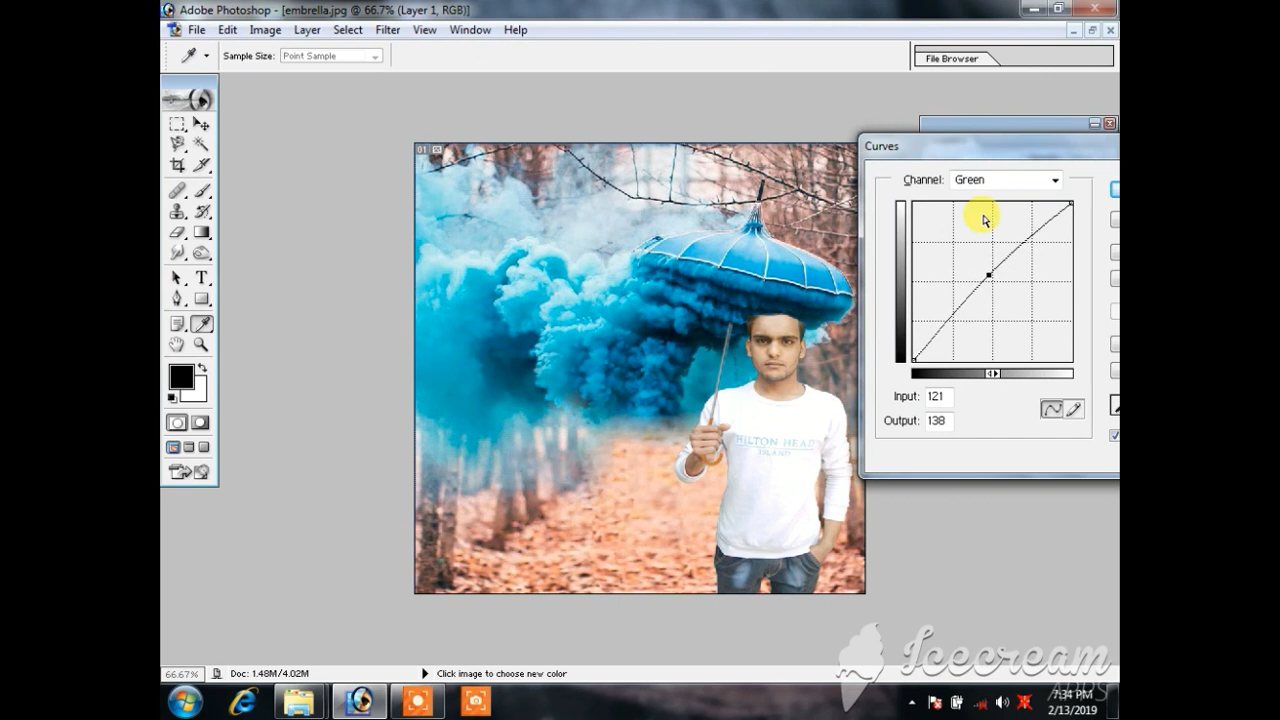 Adobe Photoshop - [embrella.jpg @ 66.7% (Layer 1, RGB)]
File Edit Image Layer Select Filter View Window Help
Sample Size: Point Sample
File Browser
01
Curves
Channel: Green
HILTON HEAD
ISLAND
Input: 121
Output: 138
Icecream
APPS
66.67% Doc: 1.48M/4.02M Click image to choose new color
7:34 PM
2/13/2019